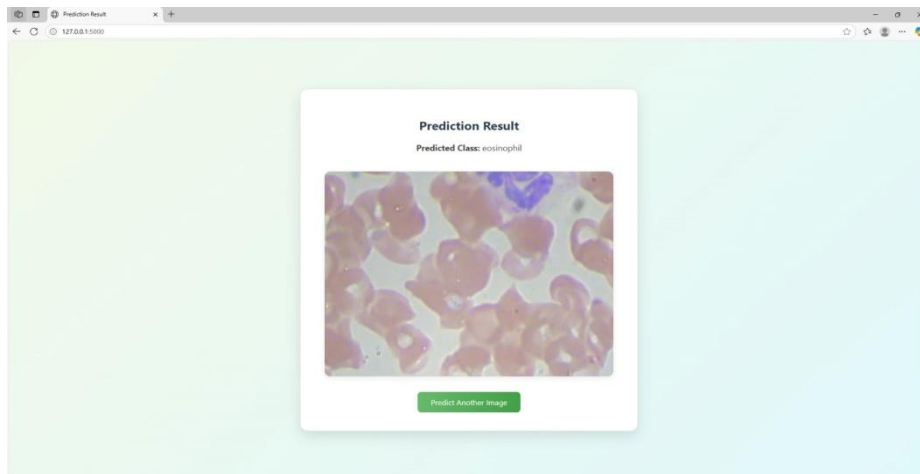 Prediction Result
127.0.0.1:5000
Prediction Result
Predicted Class: eosinophil
Predict Another Image